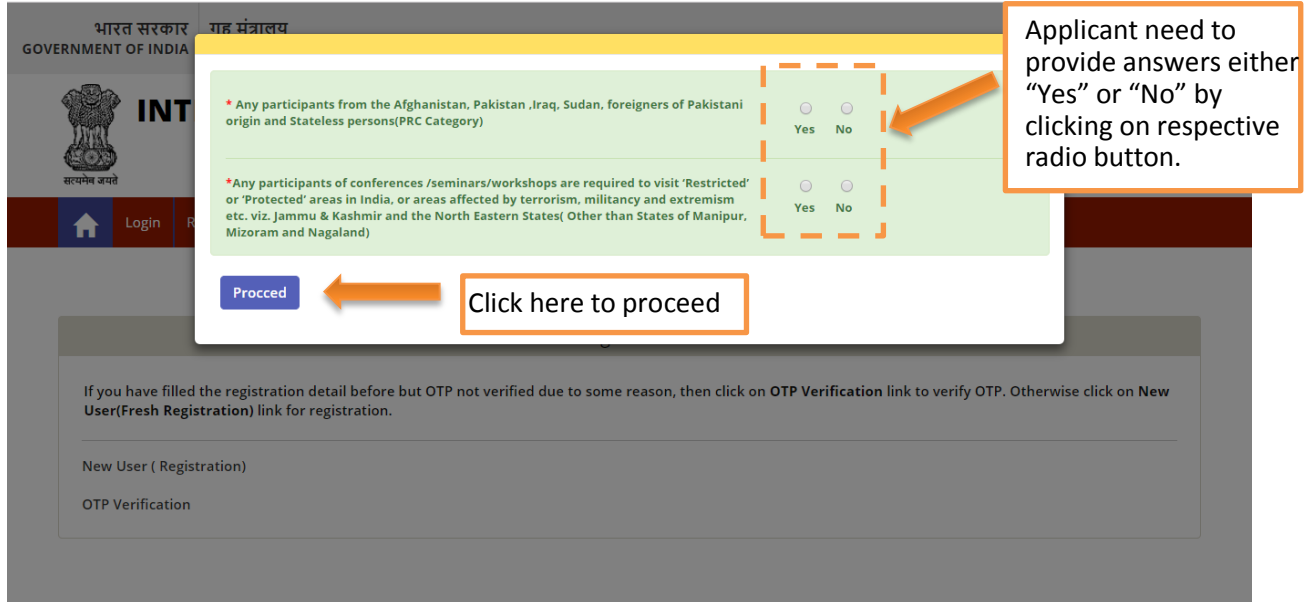 भारत सरकार
गृह मंत्रालय
GOVERNMENT OF INDIA
सत्यमेव जयते
INT
Login
R
* Any participants from the Afghanistan, Pakistan ,Iraq, Sudan, foreigners of Pakistani
origin and Stateless persons(PRC Category)
Yes No
*Any participants of conferences /seminars/workshops are required to visit ‘Restricted’
or ‘Protected’ areas in India, or areas affected by terrorism, militancy and extremism
etc. viz. Jammu & Kashmir and the North Eastern States( Other than States of Manipur,
Mizoram and Nagaland)
Yes No
Applicant need to
provide answers either
“Yes” or “No” by
clicking on respective
radio button.
Procced
Click here to proceed
If you have filled the registration detail before but OTP not verified due to some reason, then click on OTP Verification link to verify OTP. Otherwise click on New
User(Fresh Registration) link for registration.
New User ( Registration)
OTP Verification